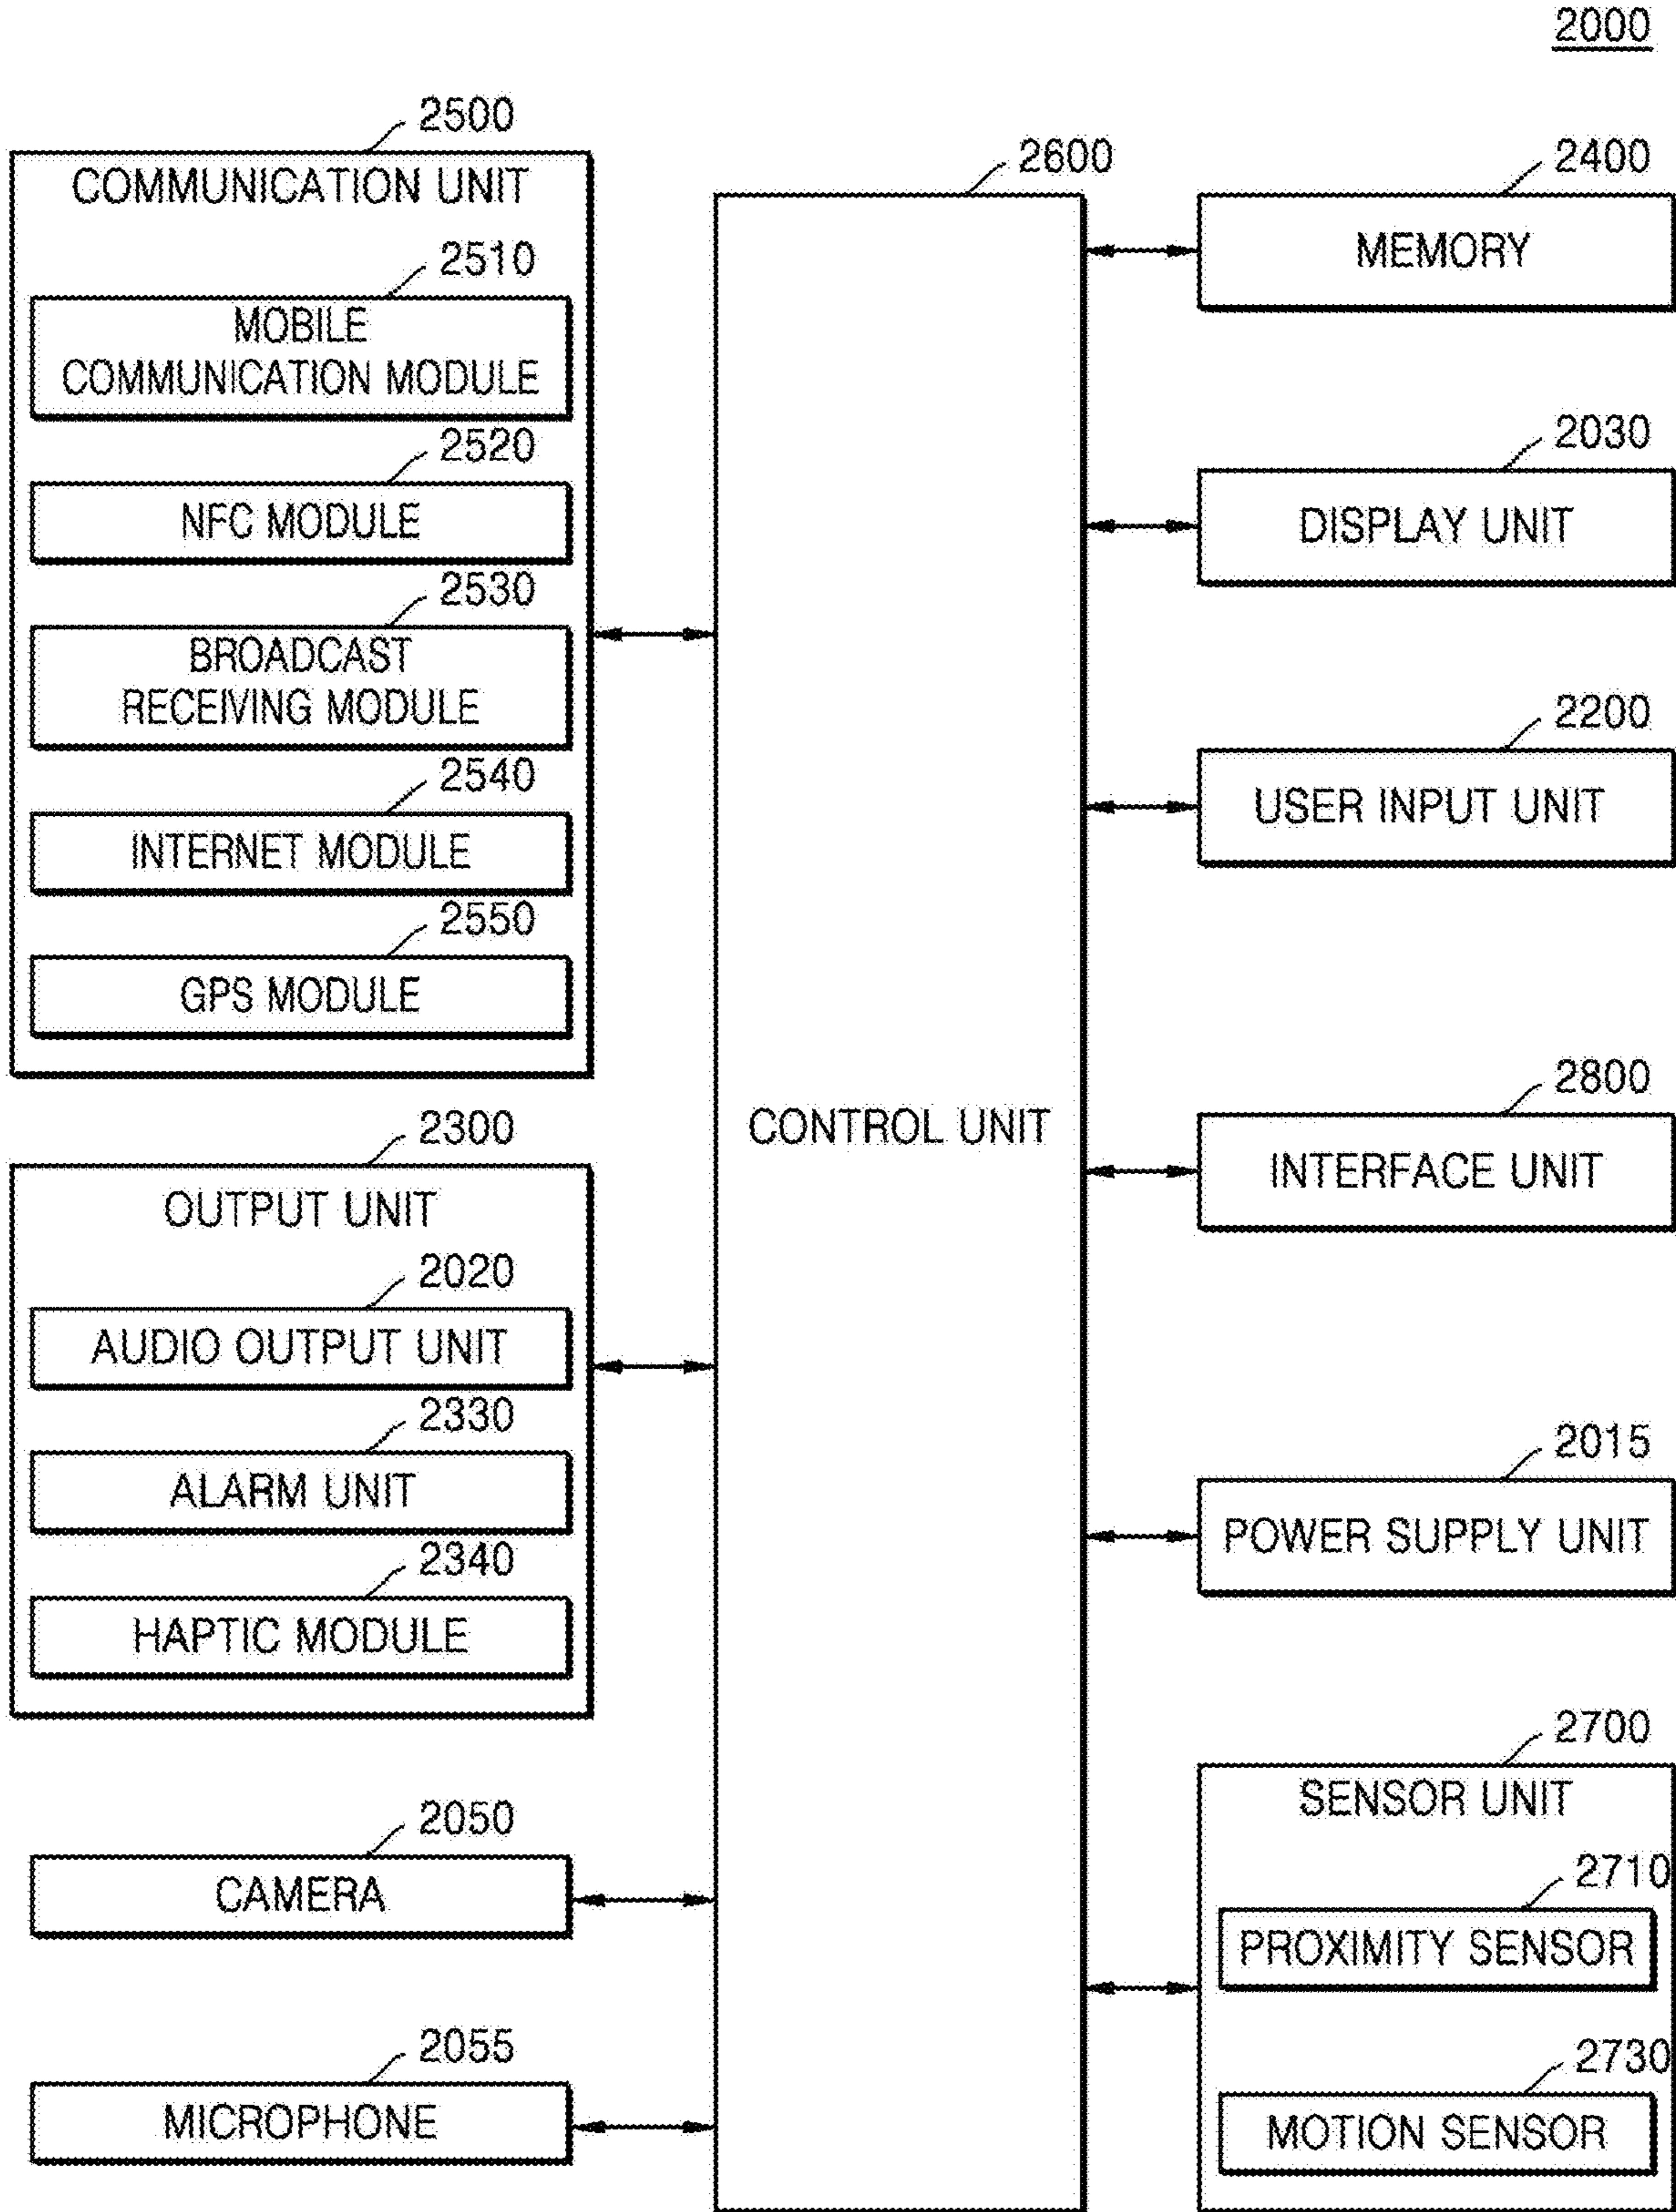 2000
2500
COMMUNICATION UNIT
2510
MOBILE
COMMUNICATION MODULE
2520
NFC MODULE
2530
BROADCAST
RECEIVING MODULE
2540
INTERNET MODULE
2550
GPS MODULE
2300
OUTPUT UNIT
2020
AUDIO OUTPUT UNIT
2330
ALARM UNIT
2340
HAPTIC MODULE
2050
CAMERA
2055
MICROPHONE
2600
CONTROL UNIT
2400
MEMORY
2030
DISPLAY UNIT
2200
USER INPUT UNIT
2800
INTERFACE UNIT
2015
POWER SUPPLY UNIT
2700
SENSOR UNIT
2710
PROXIMITY SENSOR
2730
MOTION SENSOR